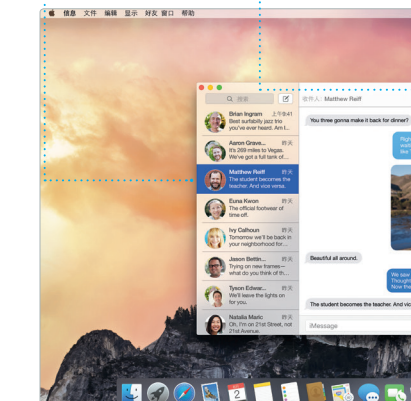 信息 文件 编辑 显示 好友 窗口 帮助
搜索
收件人: Matthew Reiff
Brian Ingram 上午9:41
Best surfabilly jazz trio
you've ever heard. Am I...
Aaron Grave... 昨天
It's 269 miles to Vegas.
We've got a full tank of...
Matthew Reiff 昨天
The student becomes the
teacher. And vice versa.
Euna Kwon 昨天
The official footwear of
time off.
Ivy Calhoun 昨天
Tomorrow we'll be back in
your neighborhood for...
Jason Bettin... 昨天
Trying on new frames—
what do you think of th...
Tyson Edwar... 昨天
We'll leave the lights on
for you.
Natalia Maric 昨天
Oh, I'm on 21st Street, not
21st Avenue.
You three gonna make it back for dinner?
Beautiful all around.
We saw
Though
Now the
The student becomes the teacher. And vic
iMessage
2